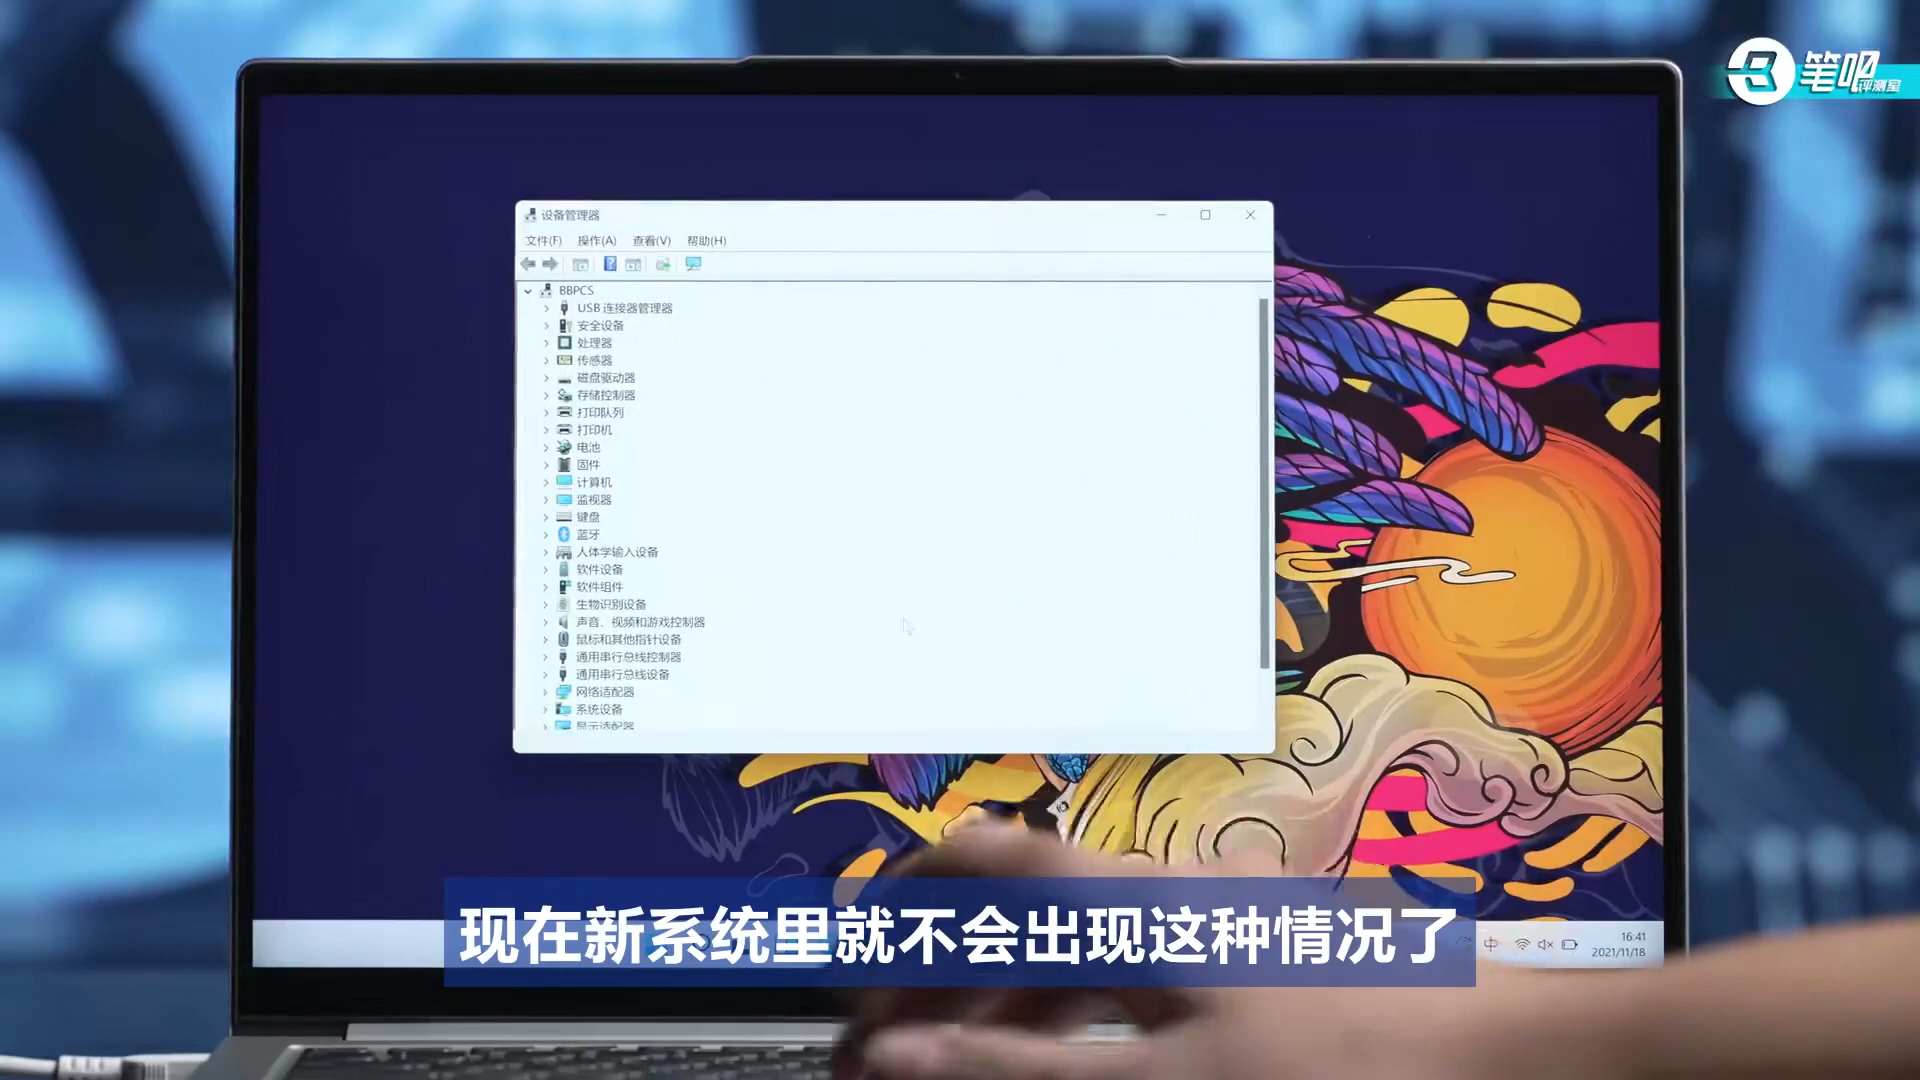 笔吧
评测室
设备管理器
文件(F) 操作(A) 查看(V) 帮助(H)
BBPCS
USB 连接器管理器
安全设备
处理器
传感器
磁盘驱动器
存储控制器
打印队列
打印机
电池
固件
计算机
监视器
键盘
蓝牙
人体学输入设备
软件设备
软件组件
生物识别设备
声音、视频和游戏控制器
鼠标和其他指针设备
通用串行总线控制器
通用串行总线设备
网络适配器
系统设备
显示适配器
现在新系统里就不会出现这种情况了
中
16:41
2021/11/18